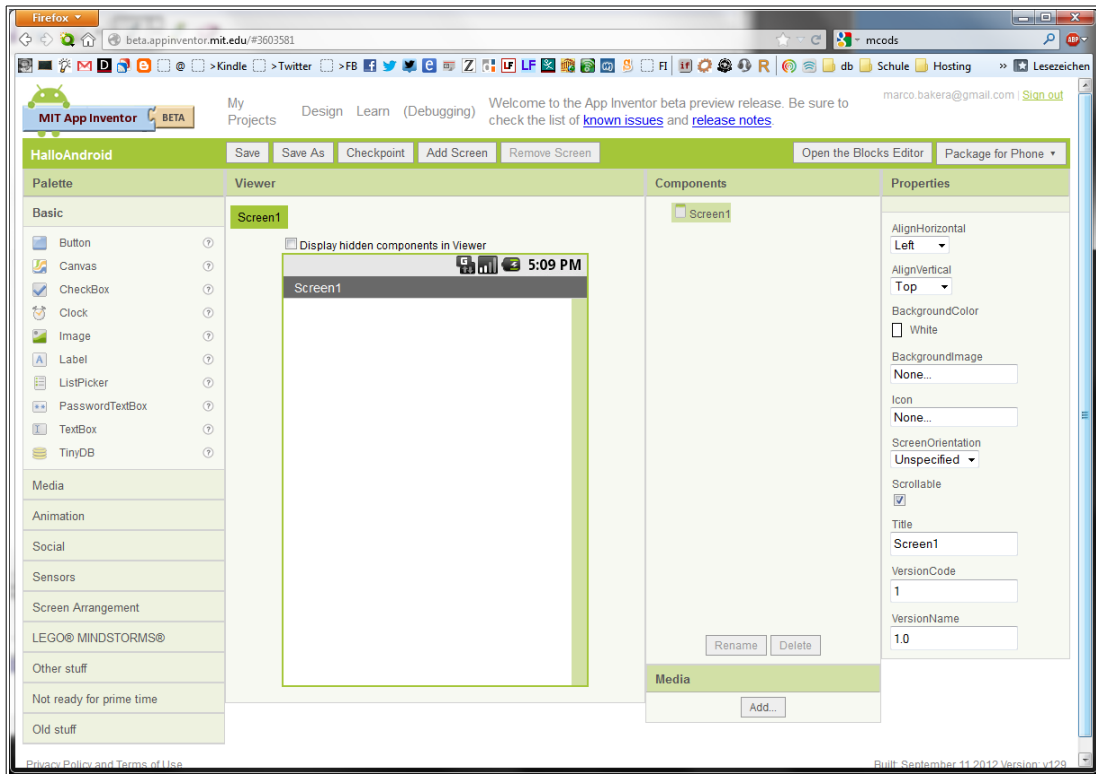 Firefox
beta.appinventor.mit.edu/#3603581
mcods
ABP
>Kindle >Twitter >FB FI db Schule Hosting » Lesezeichen
MIT App Inventor BETA
My Projects Design Learn (Debugging)
Welcome to the App Inventor beta preview release. Be sure to
check the list of known issues and release notes.
marco.bakera@gmail.com | Sign out
HalloAndroid Save Save As Checkpoint Add Screen Remove Screen Open the Blocks Editor Package for Phone
Palette Viewer Components Properties
Basic
Button
Canvas
CheckBox
Clock
Image
Label
ListPicker
PasswordTextBox
TextBox
TinyDB
Media
Animation
Social
Sensors
Screen Arrangement
LEGO® MINDSTORMS®
Other stuff
Not ready for prime time
Old stuff
Screen1
Display hidden components in Viewer
5:09 PM
Screen1
Screen1
Rename Delete
Media
Add...
AlignHorizontal
Left
AlignVertical
Top
BackgroundColor
White
BackgroundImage
None...
Icon
None...
ScreenOrientation
Unspecified
Scrollable
Title
Screen1
VersionCode
1
VersionName
1.0
Privacy Policy and Terms of Use
Built: September 11 2012 Version: v129